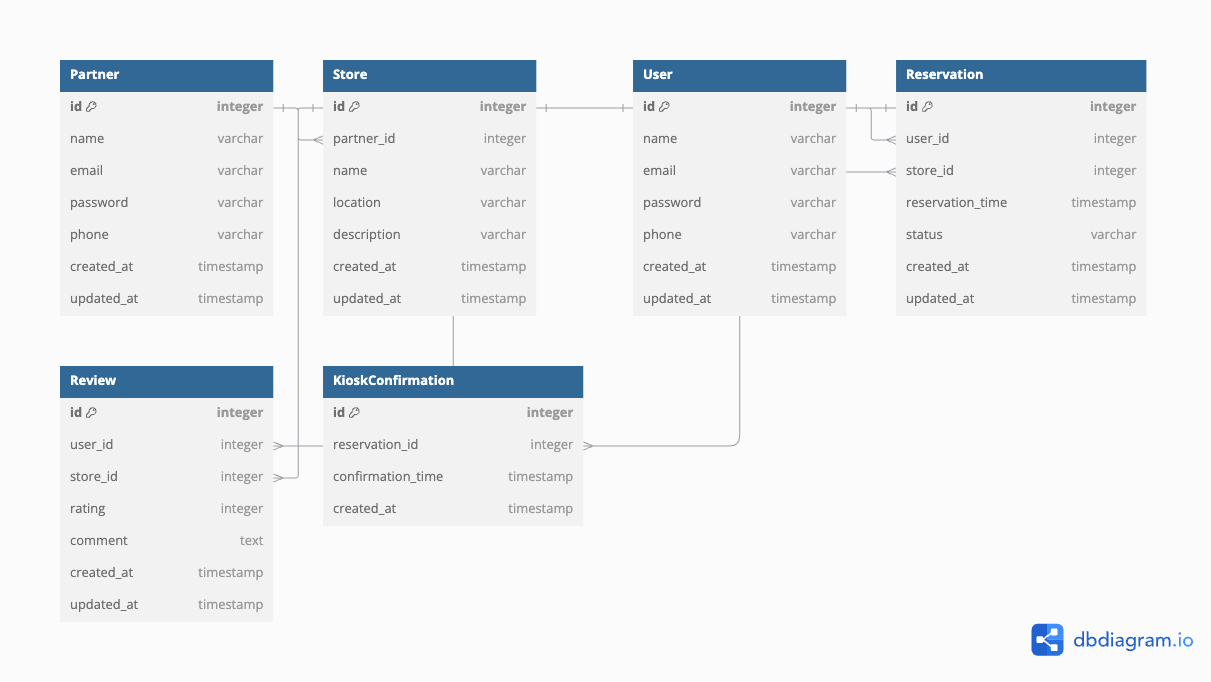 Partner
id integer
name varchar
email varchar
password varchar
phone varchar
created_at timestamp
updated_at timestamp
Store
id integer
partner_id integer
name varchar
location varchar
description varchar
created_at timestamp
updated_at timestamp
User
id integer
name varchar
email varchar
password varchar
phone varchar
created_at timestamp
updated_at timestamp
Reservation
id integer
user_id integer
store_id integer
reservation_time timestamp
status varchar
created_at timestamp
updated_at timestamp
Review
id integer
user_id integer
store_id integer
rating integer
comment text
created_at timestamp
updated_at timestamp
KioskConfirmation
id integer
reservation_id integer
confirmation_time timestamp
created_at timestamp
dbdiagram.io